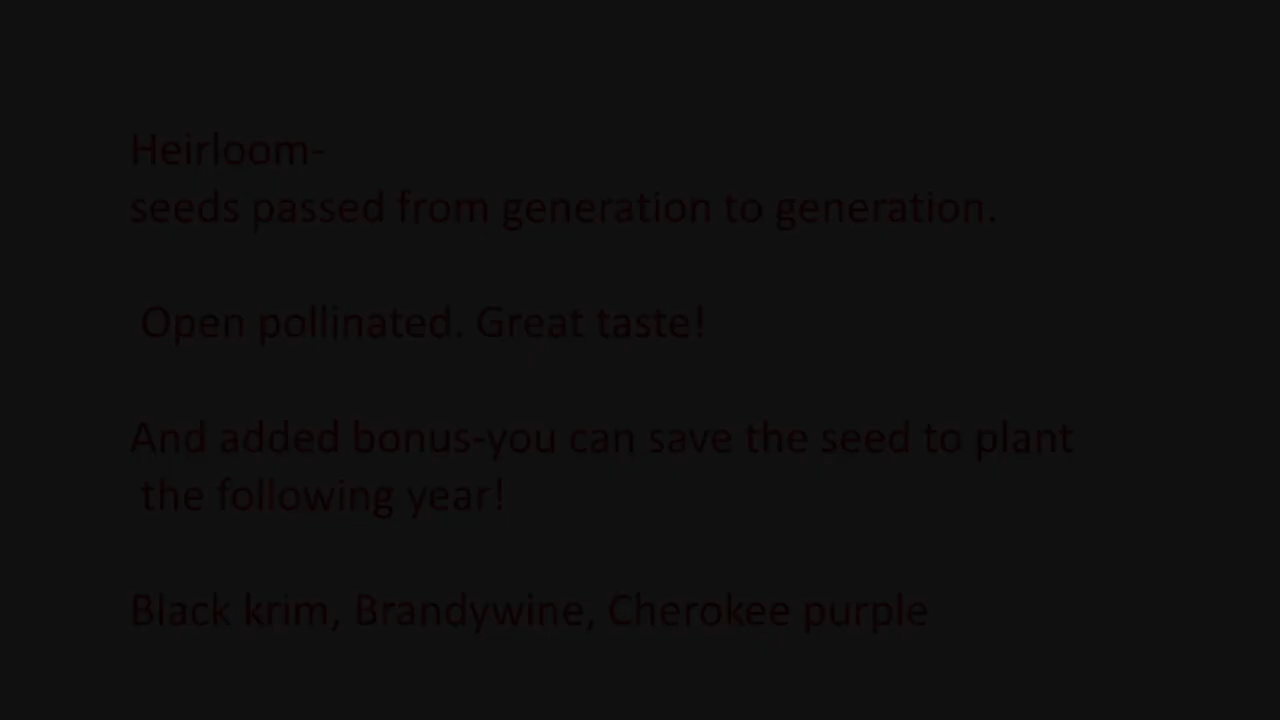 Heirloom-
seeds passed from generation to generation.
Open pollinated. Great taste!
And added bonus-you can save the seed to plant
the following year!
Black krim, Brandywine, Cherokee purple